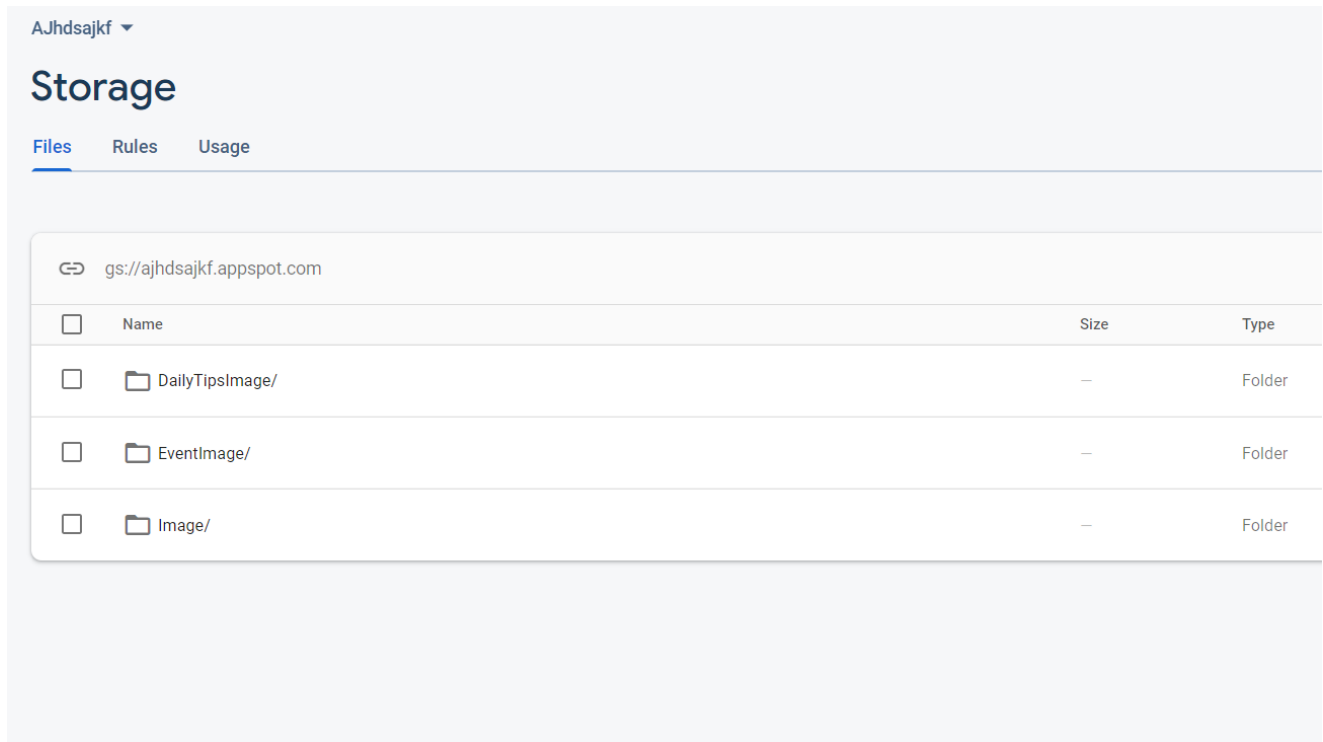 AJhdsajkf
Storage
Files Rules Usage
gs://ajhdsajkf.appspot.com
Name Size Type
DailyTipsImage/ — Folder
EventImage/ — Folder
Image/ — Folder